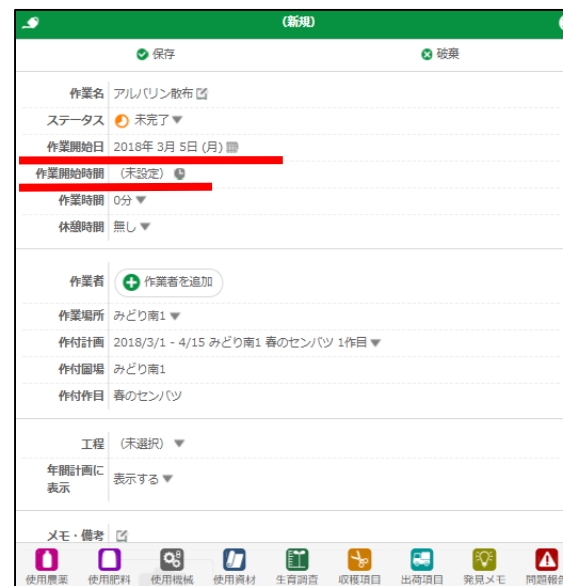 (新規)
保存 破棄
作業名 アルバリン散布
ステータス 未完了▼
作業開始日 2018年 3月 5日 (月)
作業開始時間 (未設定)
作業時間 0分 ▼
休憩時間 無し ▼
作業者 作業者を追加
作業場所 みどり南1 ▼
作付計画 2018/3/1 - 4/15 みどり南1 春のセンバツ 1作目 ▼
作付圃場 みどり南1
作付作目 春のセンバツ
工程 (未選択) ▼
年間計画に
表示 表示する ▼
メモ・備考
使用農薬 使用肥料 使用機械 使用資材 生育調査 収穫項目 出荷項目 発見メモ 問題報告